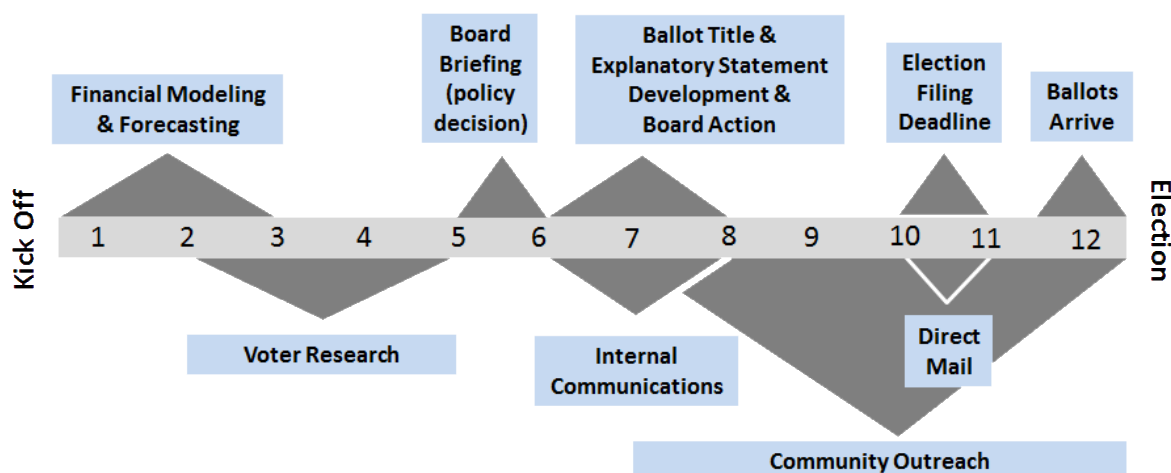 Financial Modeling
& Forecasting
Board
Briefing
(policy
decision)
Ballot Title &
Explanatory Statement
Development &
Board Action
Election
Filing
Deadline
Ballots
Arrive
Kick Off
1 2 3 4 5 6 7 8 9 10 11 12
Election
Voter Research
Internal
Communications
Direct
Mail
Community Outreach